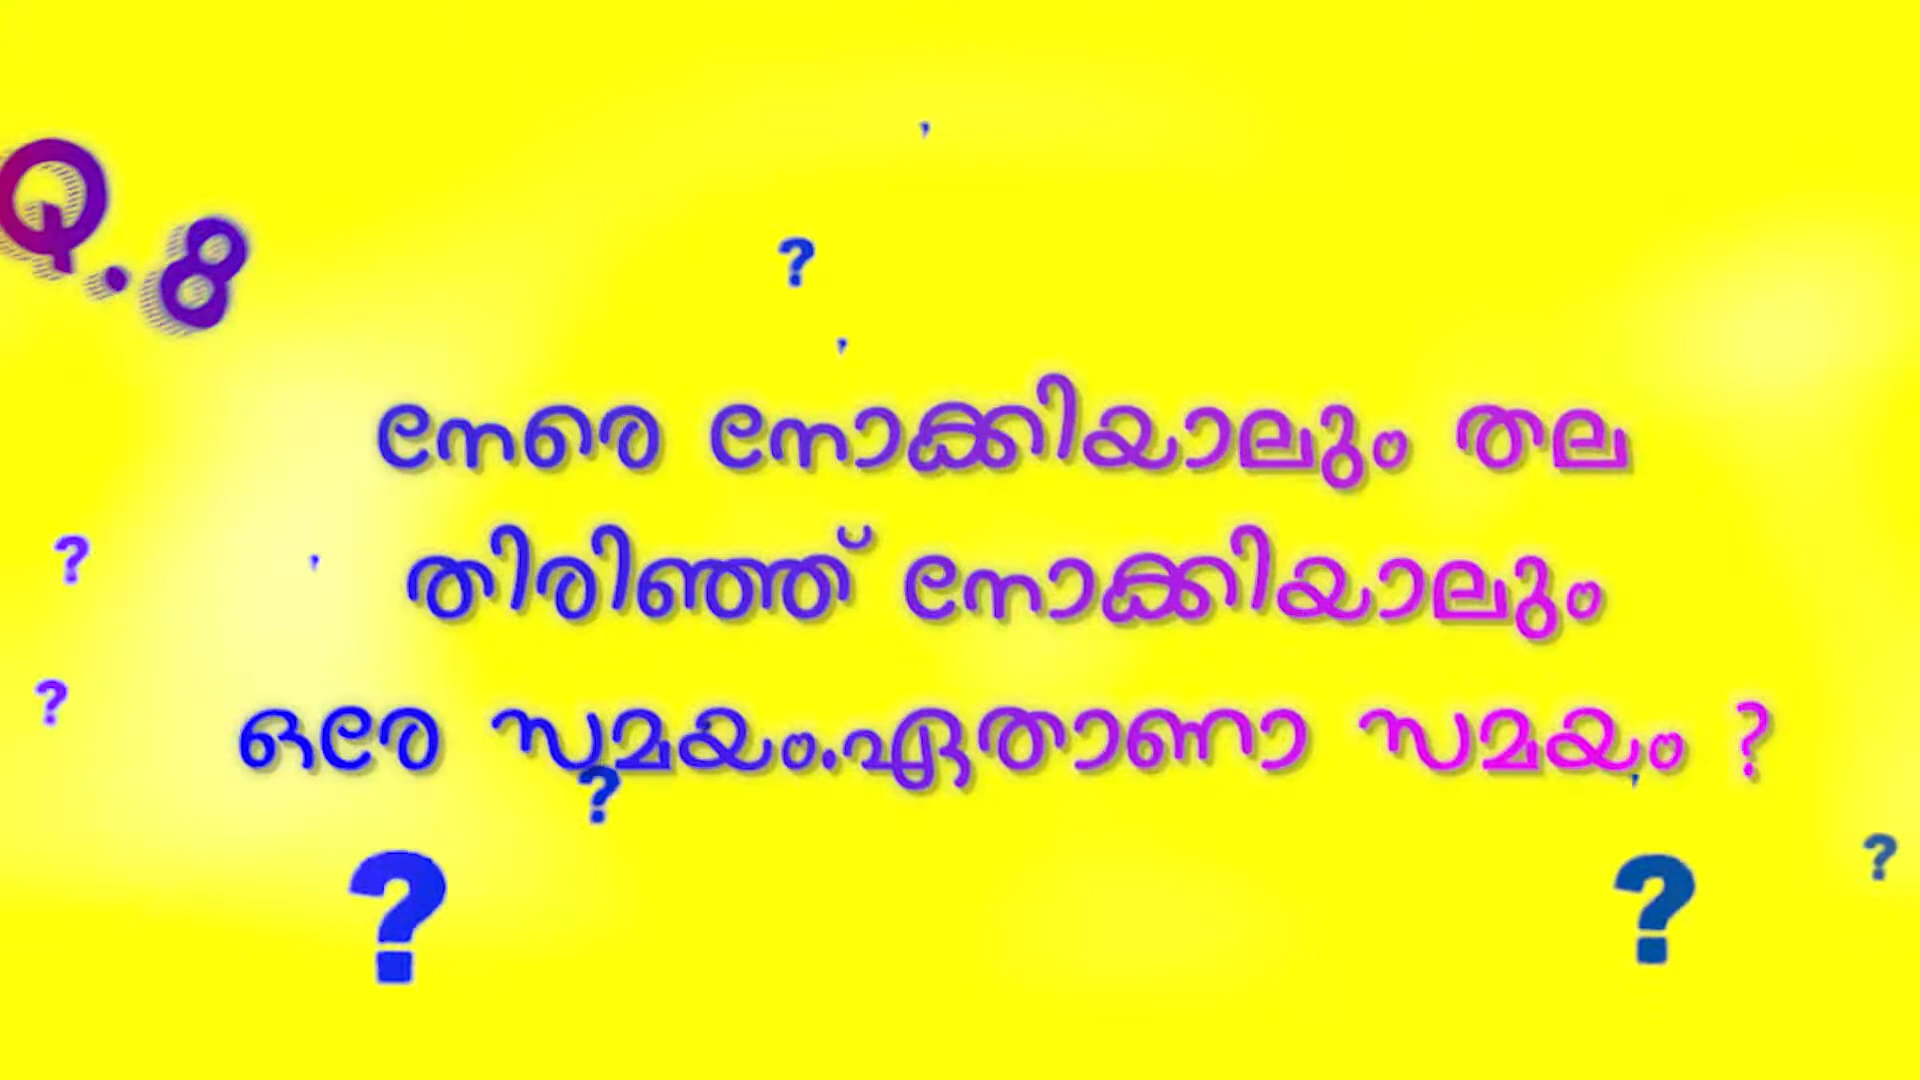 Q.8
നേരെ നോക്കിയാലും തല
തിരിഞ്ഞ് നോക്കിയാലും
ഒരേ സമയം.ഏതാണാ സമയം ?